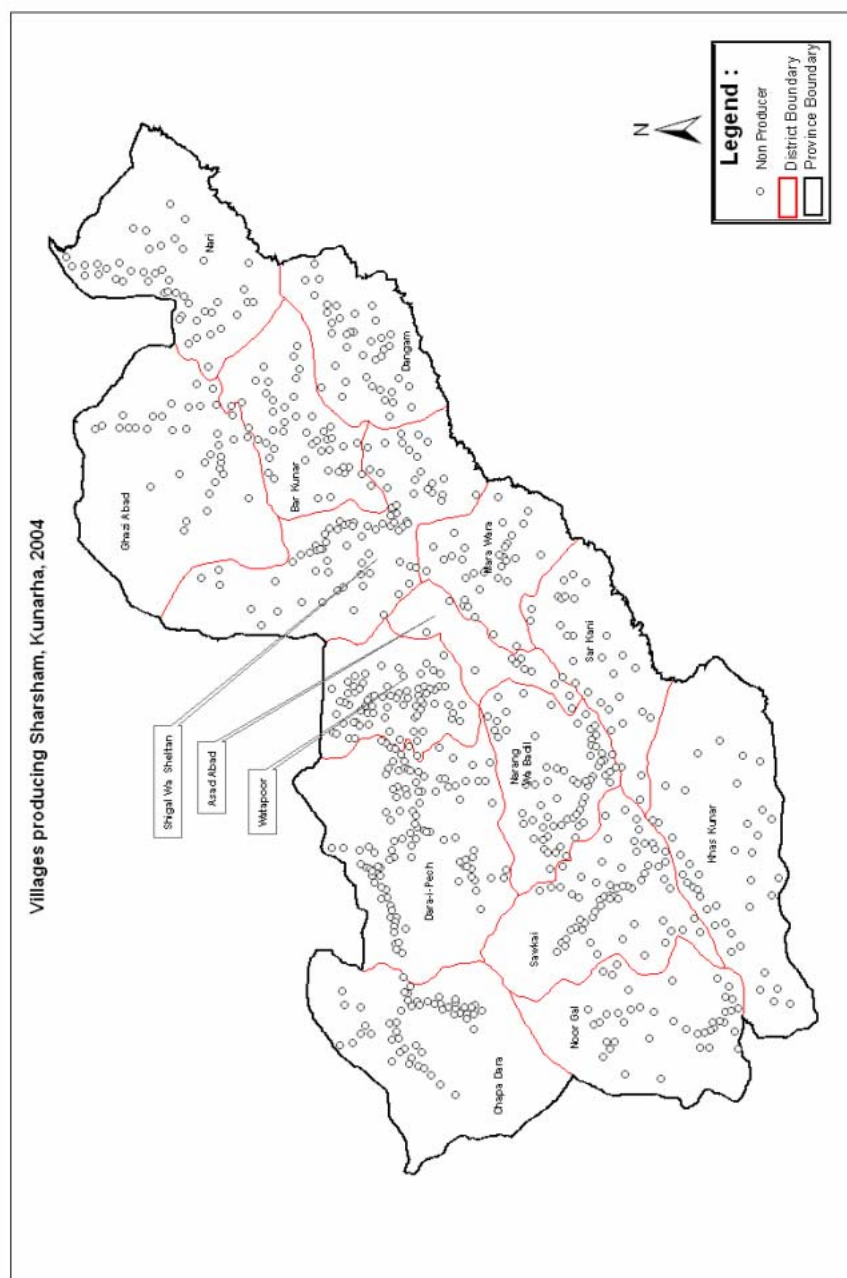 Villages producing Sharsham, Kunarha, 2004
Nari
Ghazi Abad
Bar Kunar
Dangam
Shigal Wa Sheltan
Asad Abad
Watapoor
Mara Wara
Sar Kani
Narang
Wa Badil
Dara-i-Pech
Sawkai
Khas Kunar
Chapa Dara
Noor Gal
N
Legend :
Non Producer
District Boundary
Province Boundary